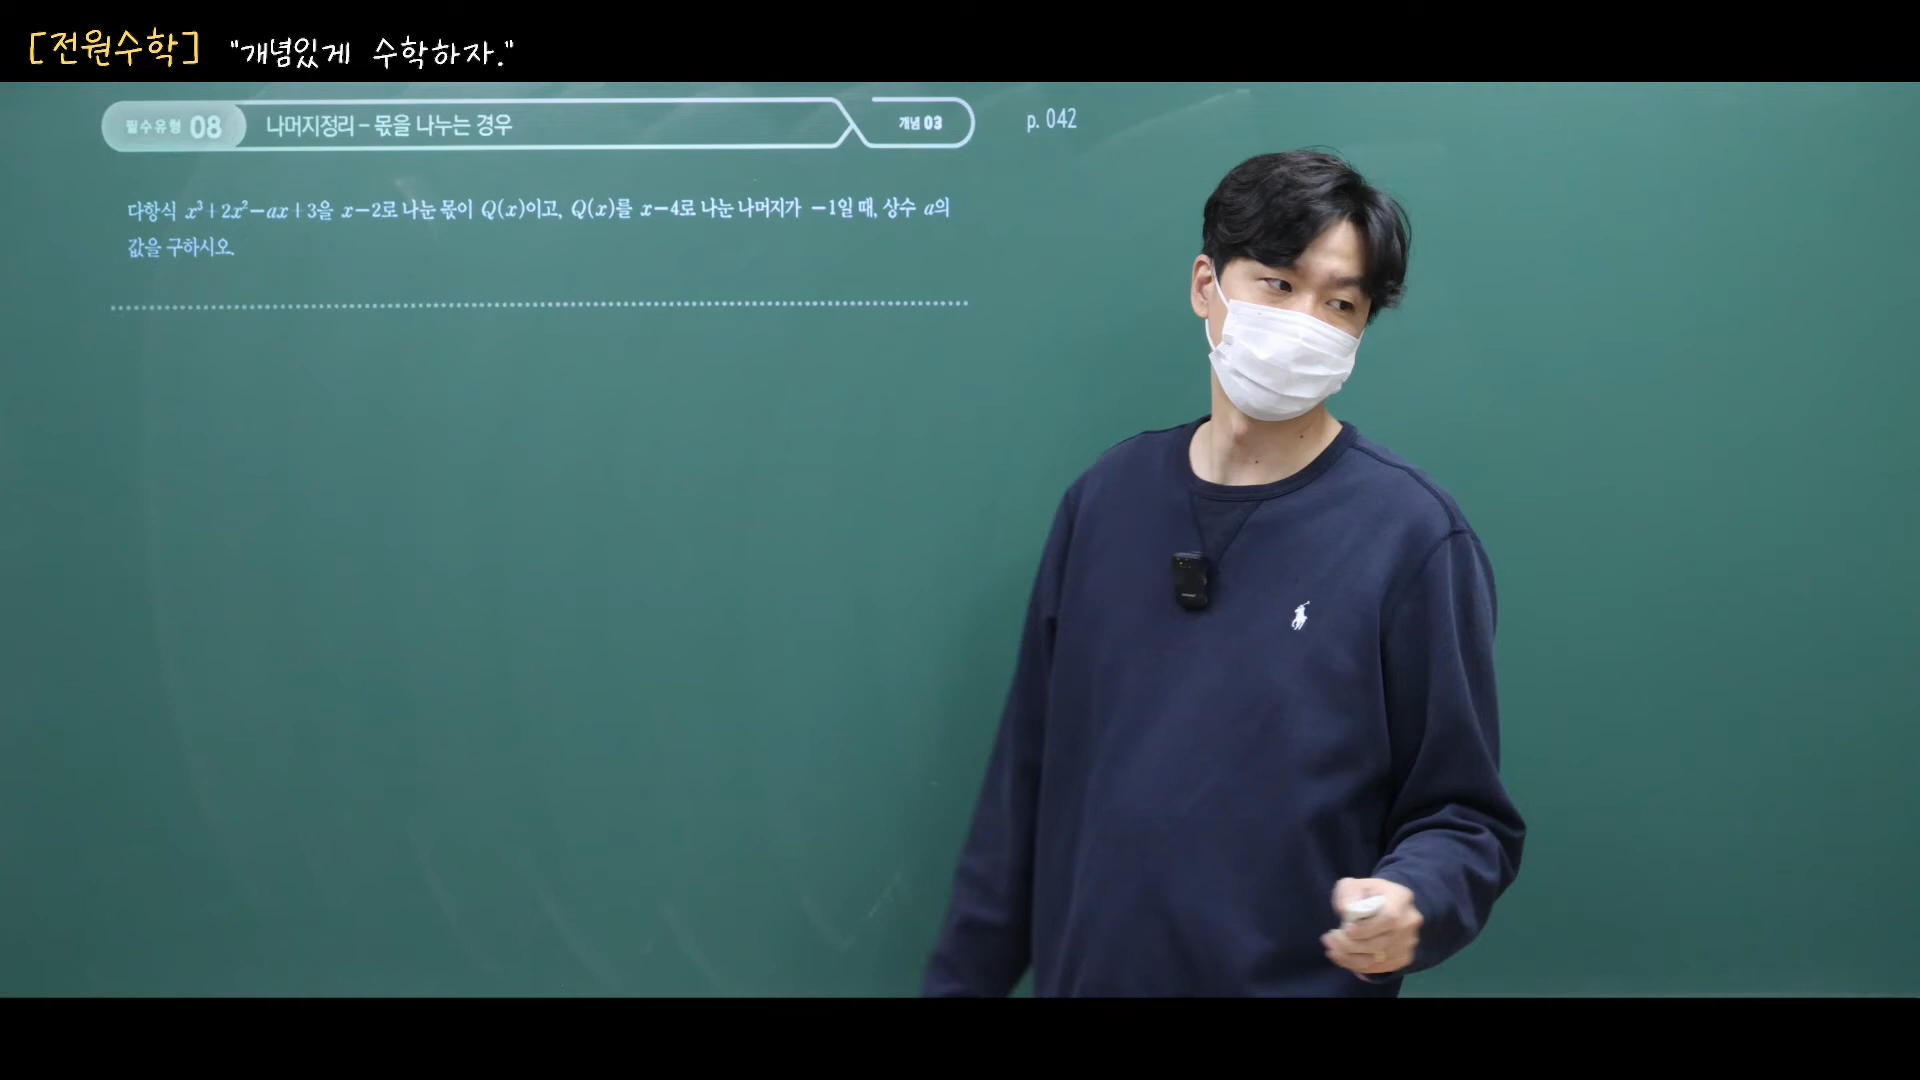 [전원수학] "개념있게 수학하자."
필수유형 08 나머지정리 - 몫을 나누는 경우 개념 03 p. 042
다항식 x³+2x²-ax+3을 x-2로 나눈 몫이 Q(x)이고, Q(x)를 x-4로 나눈 나머지가 -1일 때, 상수 a의
값을 구하시오.